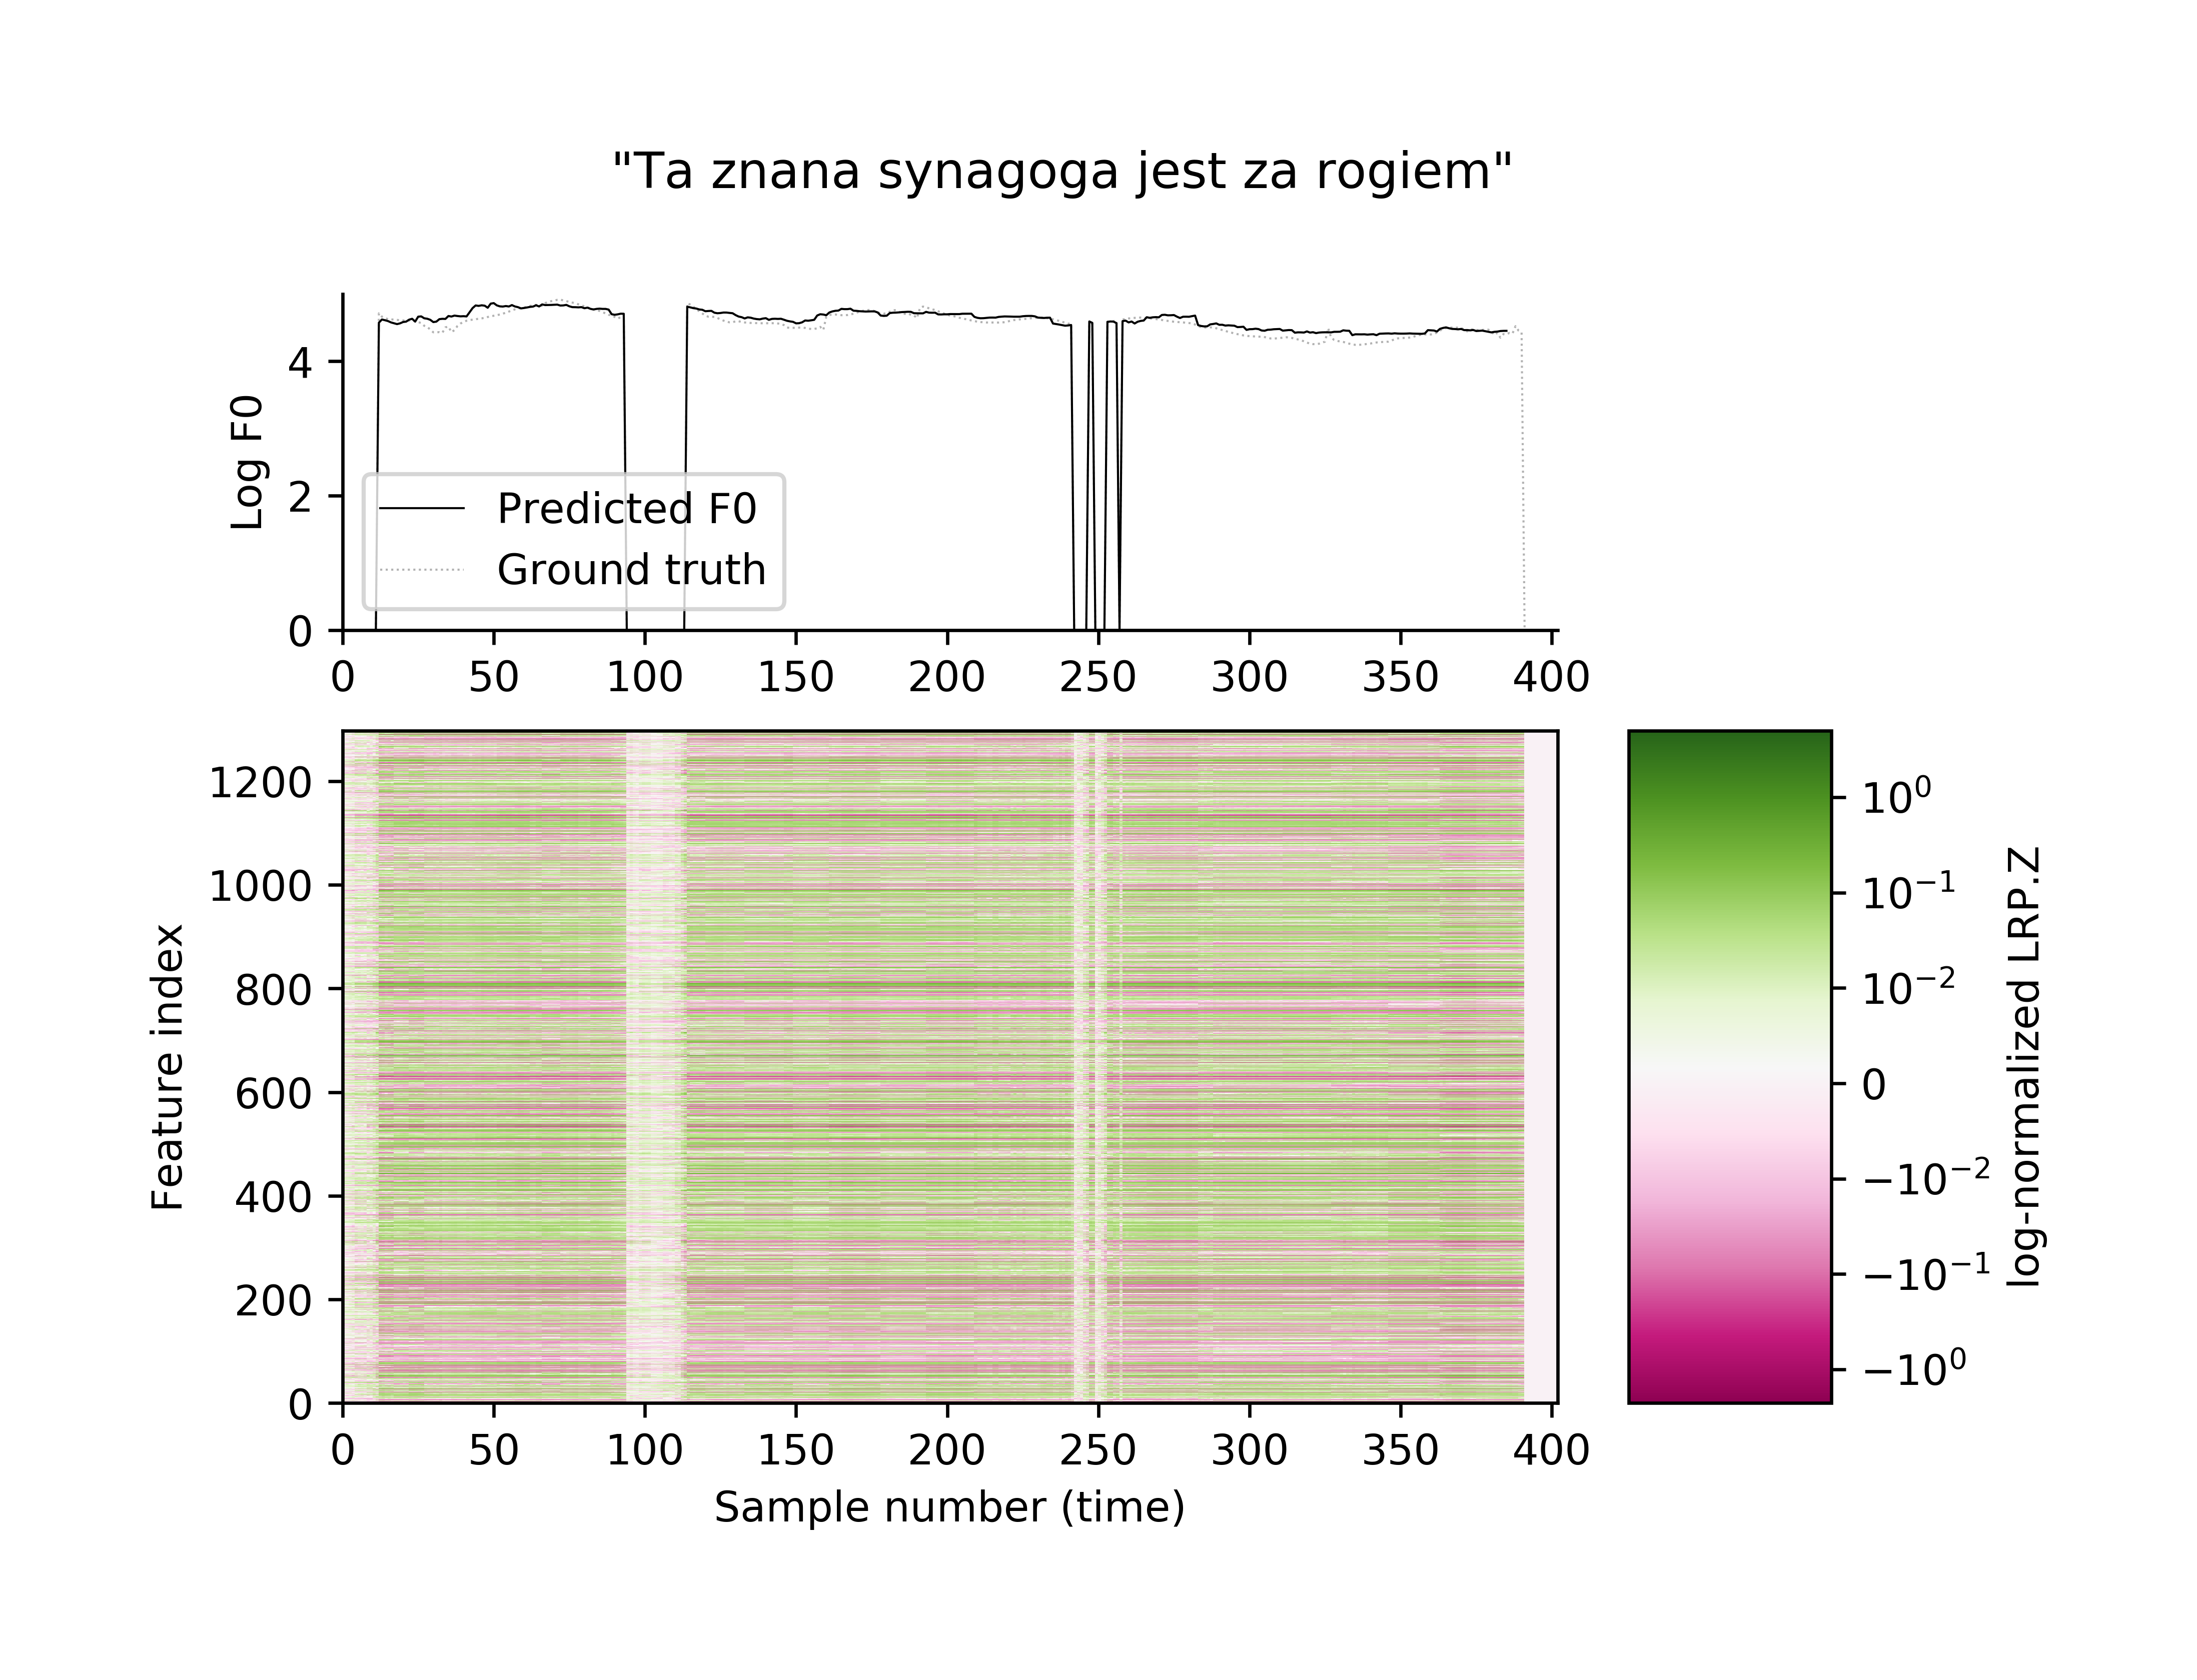 "Ta znana synagoga jest za rogiem"
Log F0
4
2
0
Predicted F0
Ground truth
0 50 100 150 200 250 300 350 400
Feature index
1200
1000
800
600
400
200
0
0 50 100 150 200 250 300 350 400
Sample number (time)
10⁰
10⁻¹
10⁻²
0
−10⁻²
−10⁻¹
−10⁰
log-normalized LRP.Z